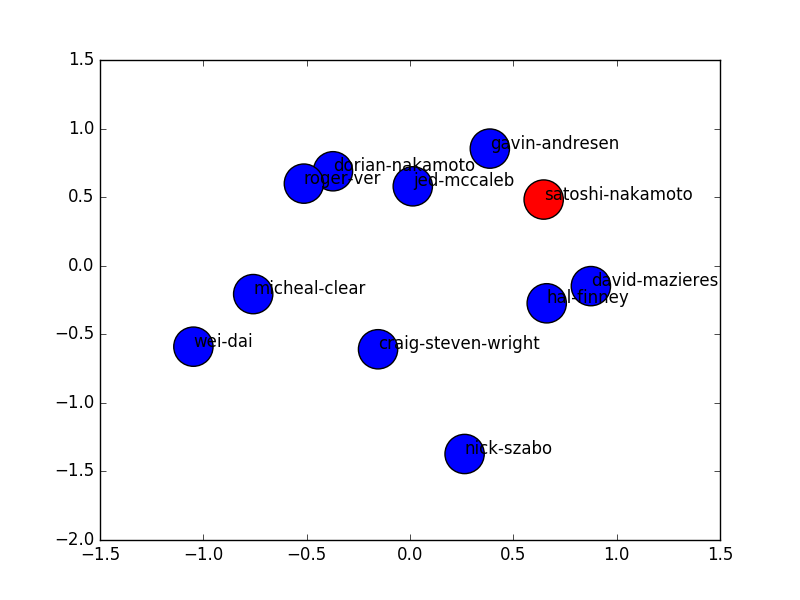 1.5
1.0
0.5
0.0
−0.5
−1.0
−1.5
−2.0
gavin-andresen
dorian-nakamoto
roger-ver
jed-mccaleb
satoshi-nakamoto
david-mazieres
micheal-clear
hal-finney
wei-dai
craig-steven-wright
nick-szabo
−1.5 −1.0 −0.5 0.0 0.5 1.0 1.5